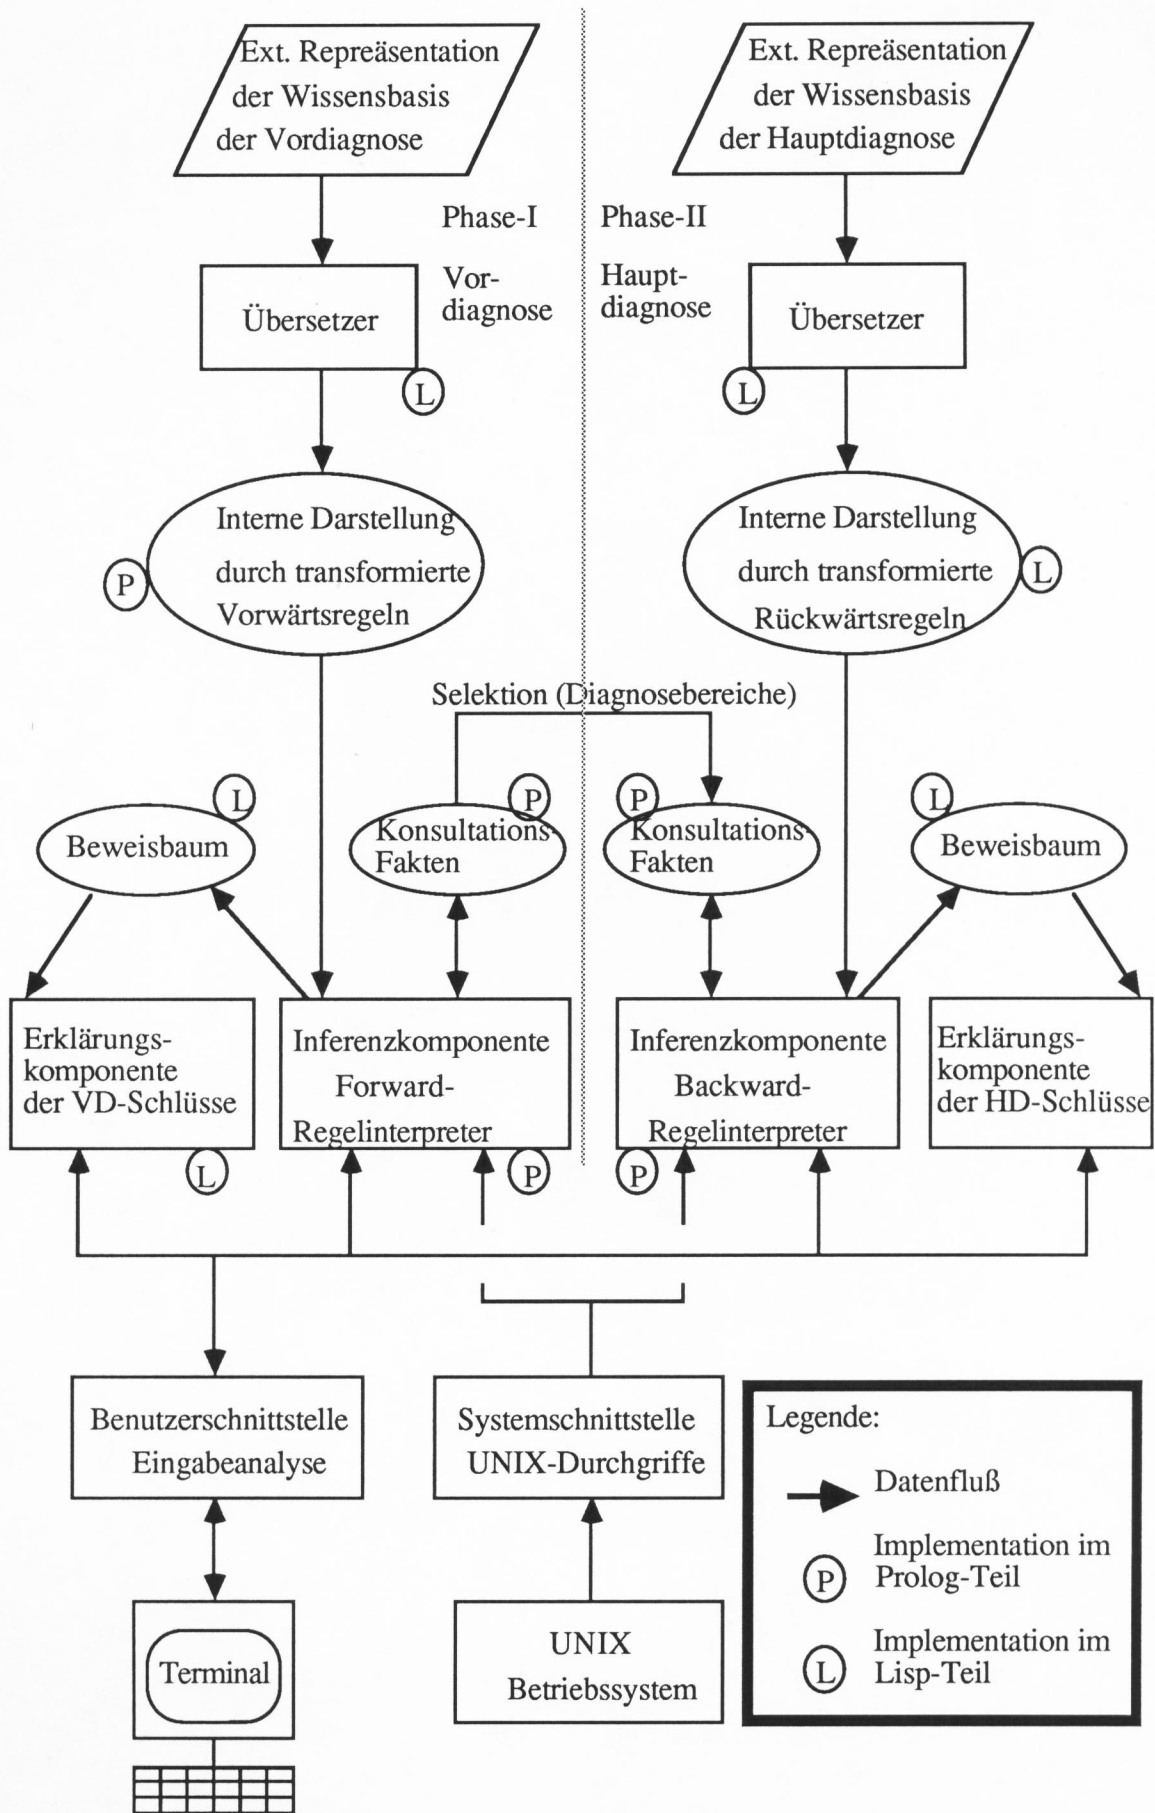 Ext. Repräsentation
der Wissensbasis
der Vordiagnose
Ext. Repräsentation
der Wissensbasis
der Hauptdiagnose
Phase-I
Vor-
diagnose
Phase-II
Haupt-
diagnose
Übersetzer
L
Übersetzer
L
Interne Darstellung
durch transformierte
Vorwärtsregeln
P
Interne Darstellung
durch transformierte
Rückwärtsregeln
L
Selektion (Diagnosebereiche)
L
Beweisbaum
P
Konsultations-
Fakten
P
Konsultations-
Fakten
L
Beweisbaum
Erklärungs-
komponente
der VD-Schlüsse
L
Inferenzkomponente
Forward-
Regelinterpreter
P
Inferenzkomponente
Backward-
Regelinterpreter
P
Erklärungs-
komponente
der HD-Schlüsse
Benutzerschnittstelle
Eingabeanalyse
Systemschnittstelle
UNIX-Durchgriffe
Terminal
UNIX
Betriebssystem
Legende:
Datenfluß
P
Implementation im
Prolog-Teil
L
Implementation im
Lisp-Teil